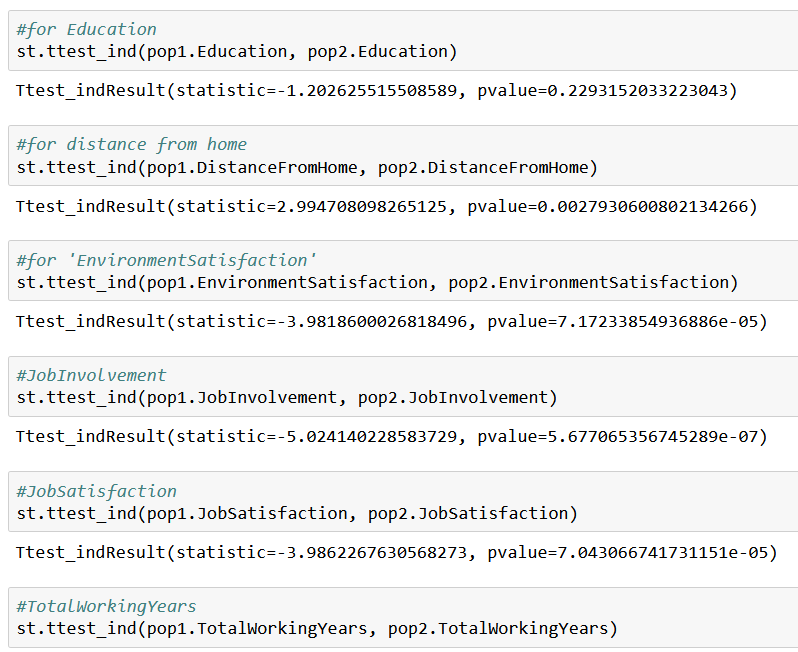 #for Education
st.ttest_ind(pop1.Education, pop2.Education)
Ttest_indResult(statistic=-1.202625515508589, pvalue=0.2293152033223043)
#for distance from home
st.ttest_ind(pop1.DistanceFromHome, pop2.DistanceFromHome)
Ttest_indResult(statistic=2.994708098265125, pvalue=0.0027930600802134266)
#for 'EnvironmentSatisfaction'
st.ttest_ind(pop1.EnvironmentSatisfaction, pop2.EnvironmentSatisfaction)
Ttest_indResult(statistic=-3.9818600026818496, pvalue=7.17233854936886e-05)
#JobInvolvement
st.ttest_ind(pop1.JobInvolvement, pop2.JobInvolvement)
Ttest_indResult(statistic=-5.024140228583729, pvalue=5.677065356745289e-07)
#JobSatisfaction
st.ttest_ind(pop1.JobSatisfaction, pop2.JobSatisfaction)
Ttest_indResult(statistic=-3.9862267630568273, pvalue=7.043066741731151e-05)
#TotalWorkingYears
st.ttest_ind(pop1.TotalWorkingYears, pop2.TotalWorkingYears)